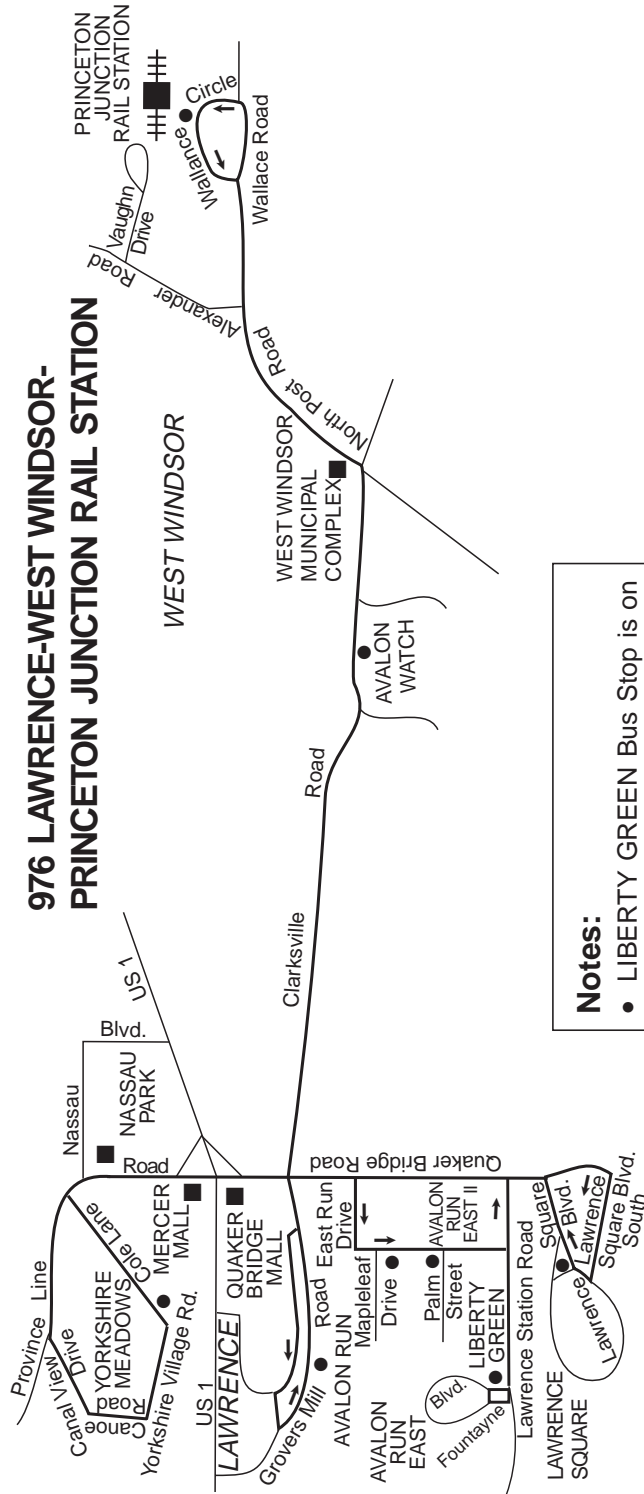 976 LAWRENCE-WEST WINDSOR-
PRINCETON JUNCTION RAIL STATION
PRINCETON
JUNCTION
RAIL STATION
Vaughn
Drive
Wallance
Circle
Wallace Road
Alexander
Road
North Post Road
WEST WINDSOR
WEST WINDSOR
MUNICIPAL
COMPLEX
AVALON
WATCH
Clarksville
Road
US 1
Nassau
Blvd.
NASSAU
PARK
Province
Line
Road
Canal View
Drive
Canoe
Road
YORKSHIRE
MEADOWS
Cole Lane
Yorkshire Village Rd.
MERCER
MALL
US 1
QUAKER
BRIDGE
MALL
LAWRENCE
Grovers Mill
Road
AVALON RUN
Quaker Bridge Road
East Run
Drive
Mapleleaf
Drive
Palm
Street
AVALON
RUN
EAST II
AVALON
RUN
EAST
LIBERTY
GREEN
Fountayne
Blvd.
Lawrence Station Road
LAWRENCE
SQUARE
Lawrence
Square
Blvd.
Lawrence
Square Blvd.
South
Notes:
• LIBERTY GREEN Bus Stop is on